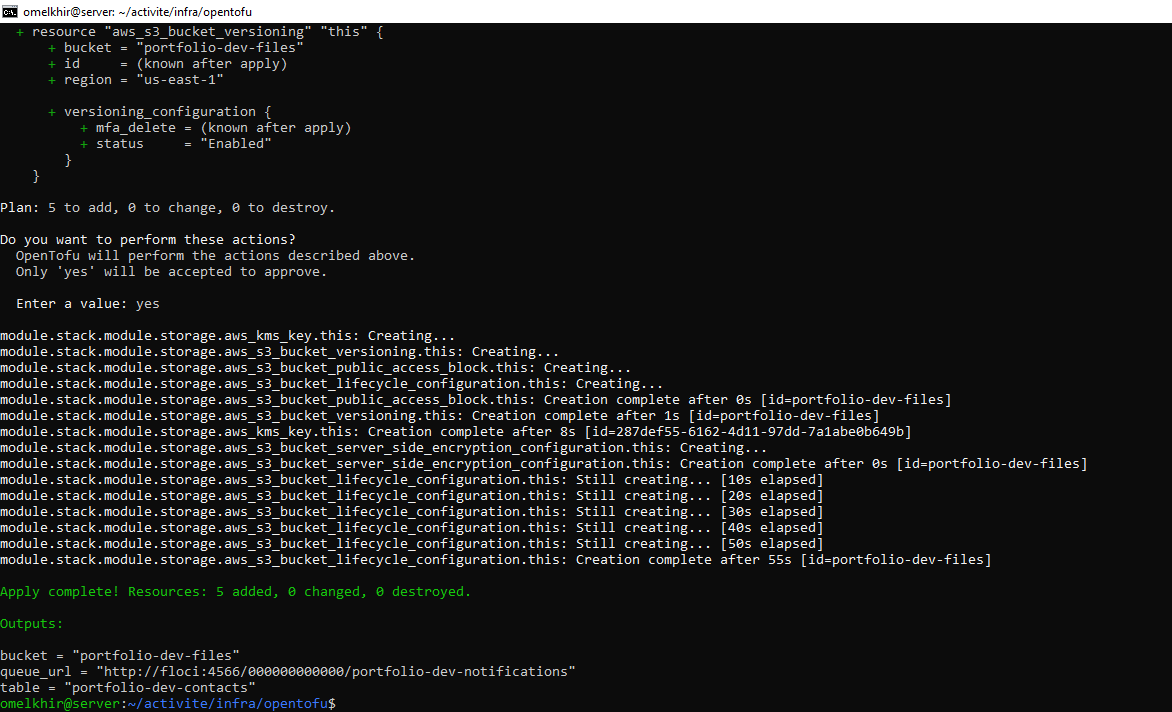 omelkhir@server: ~/activite/infra/opentofu
+ resource "aws_s3_bucket_versioning" "this" {
+ bucket = "portfolio-dev-files"
+ id     = (known after apply)
+ region = "us-east-1"
+ versioning_configuration {
+ mfa_delete = (known after apply)
+ status     = "Enabled"
}
}
Plan: 5 to add, 0 to change, 0 to destroy.
Do you want to perform these actions?
OpenTofu will perform the actions described above.
Only 'yes' will be accepted to approve.
Enter a value: yes
module.stack.module.storage.aws_kms_key.this: Creating...
module.stack.module.storage.aws_s3_bucket_versioning.this: Creating...
module.stack.module.storage.aws_s3_bucket_public_access_block.this: Creating...
module.stack.module.storage.aws_s3_bucket_lifecycle_configuration.this: Creating...
module.stack.module.storage.aws_s3_bucket_public_access_block.this: Creation complete after 0s [id=portfolio-dev-files]
module.stack.module.storage.aws_s3_bucket_versioning.this: Creation complete after 1s [id=portfolio-dev-files]
module.stack.module.storage.aws_kms_key.this: Creation complete after 8s [id=287def55-6162-4d11-97dd-7a1abe0b649b]
module.stack.module.storage.aws_s3_bucket_server_side_encryption_configuration.this: Creating...
module.stack.module.storage.aws_s3_bucket_server_side_encryption_configuration.this: Creation complete after 0s [id=portfolio-dev-files]
module.stack.module.storage.aws_s3_bucket_lifecycle_configuration.this: Still creating... [10s elapsed]
module.stack.module.storage.aws_s3_bucket_lifecycle_configuration.this: Still creating... [20s elapsed]
module.stack.module.storage.aws_s3_bucket_lifecycle_configuration.this: Still creating... [30s elapsed]
module.stack.module.storage.aws_s3_bucket_lifecycle_configuration.this: Still creating... [40s elapsed]
module.stack.module.storage.aws_s3_bucket_lifecycle_configuration.this: Still creating... [50s elapsed]
module.stack.module.storage.aws_s3_bucket_lifecycle_configuration.this: Creation complete after 55s [id=portfolio-dev-files]
Apply complete! Resources: 5 added, 0 changed, 0 destroyed.
Outputs:
bucket = "portfolio-dev-files"
queue_url = "http://floci:4566/000000000000/portfolio-dev-notifications"
table = "portfolio-dev-contacts"
omelkhir@server:~/activite/infra/opentofu$